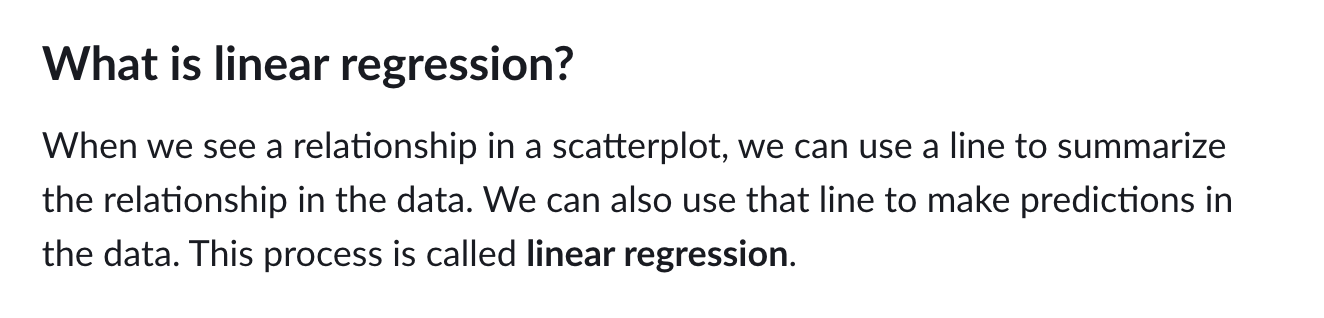 What is linear regression?
When we see a relationship in a scatterplot, we can use a line to summarize
the relationship in the data. We can also use that line to make predictions in
the data. This process is called linear regression.